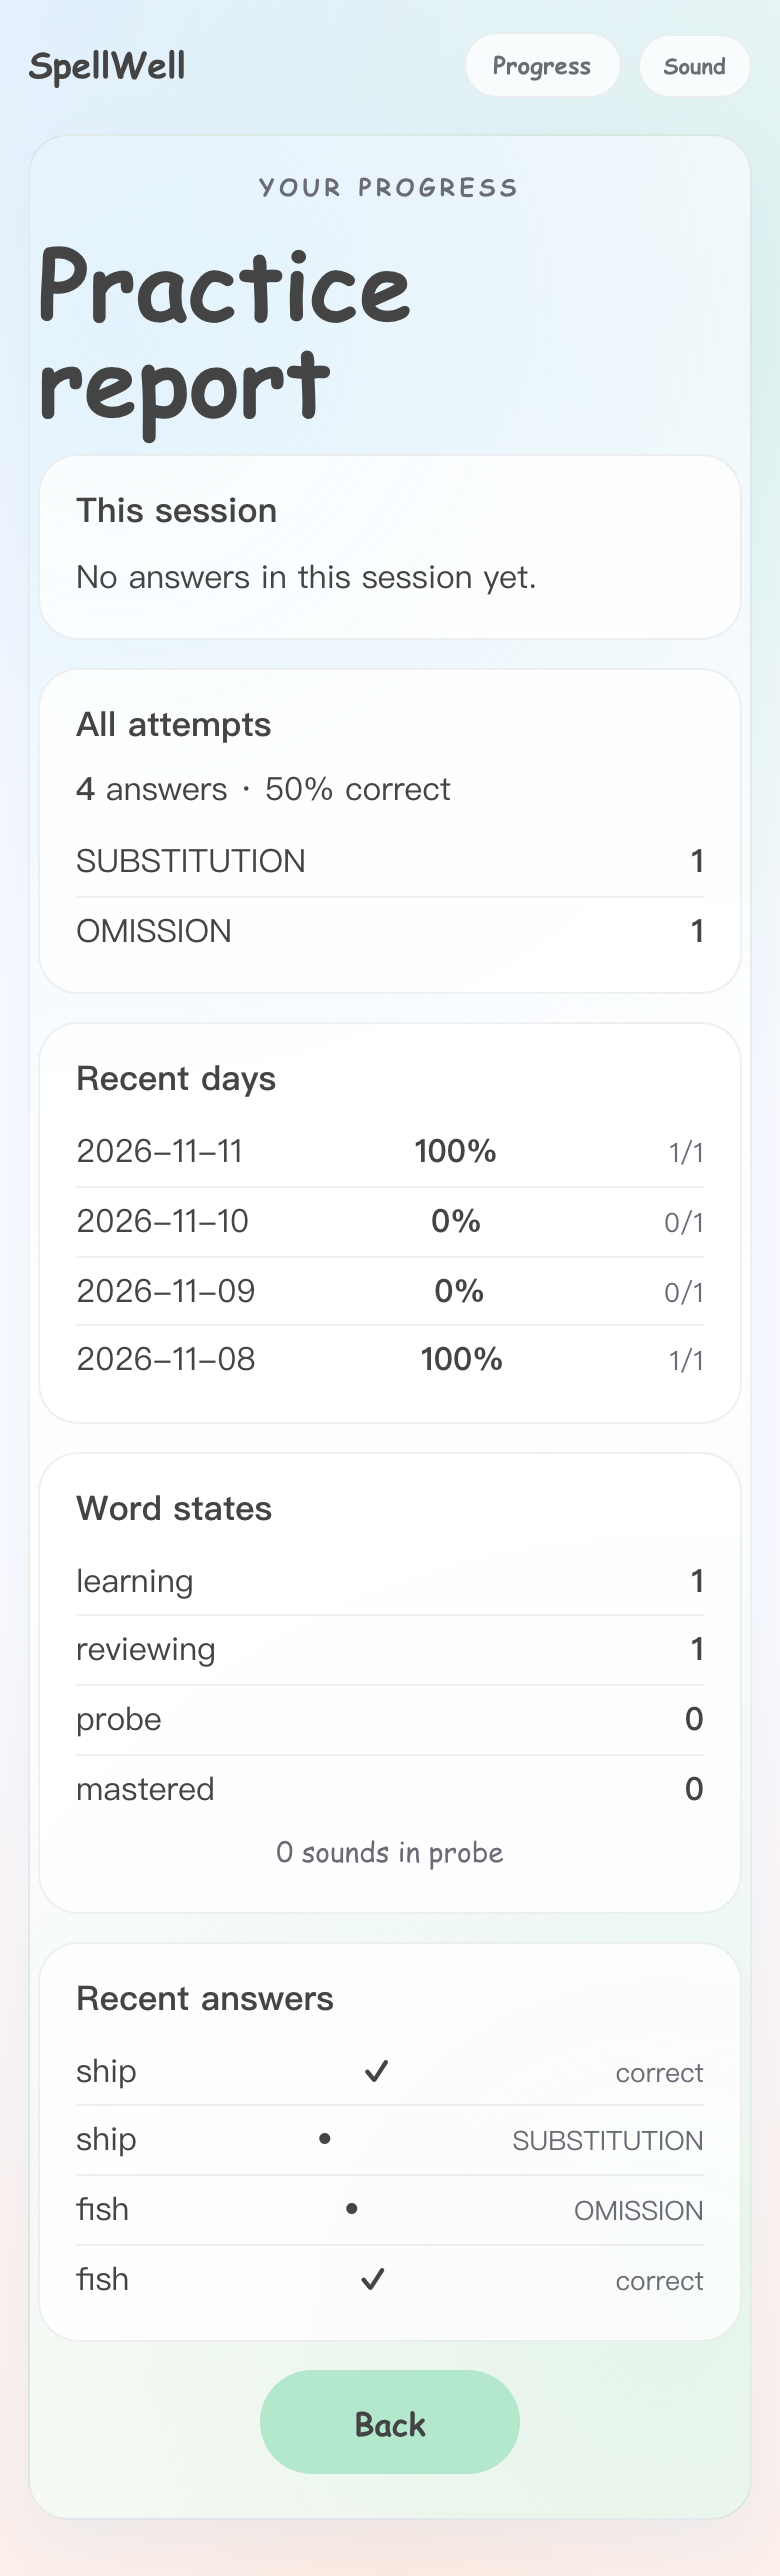 SpellWell
Progress
Sound
YOUR PROGRESS
Practice
report
This session
No answers in this session yet.
All attempts
4 answers · 50% correct
SUBSTITUTION 1
OMISSION 1
Recent days
2026–11–11 100% 1/1
2026–11–10 0% 0/1
2026–11–09 0% 0/1
2026–11–08 100% 1/1
Word states
learning 1
reviewing 1
probe 0
mastered 0
0 sounds in probe
Recent answers
ship ✓ correct
ship • SUBSTITUTION
fish • OMISSION
fish ✓ correct
Back